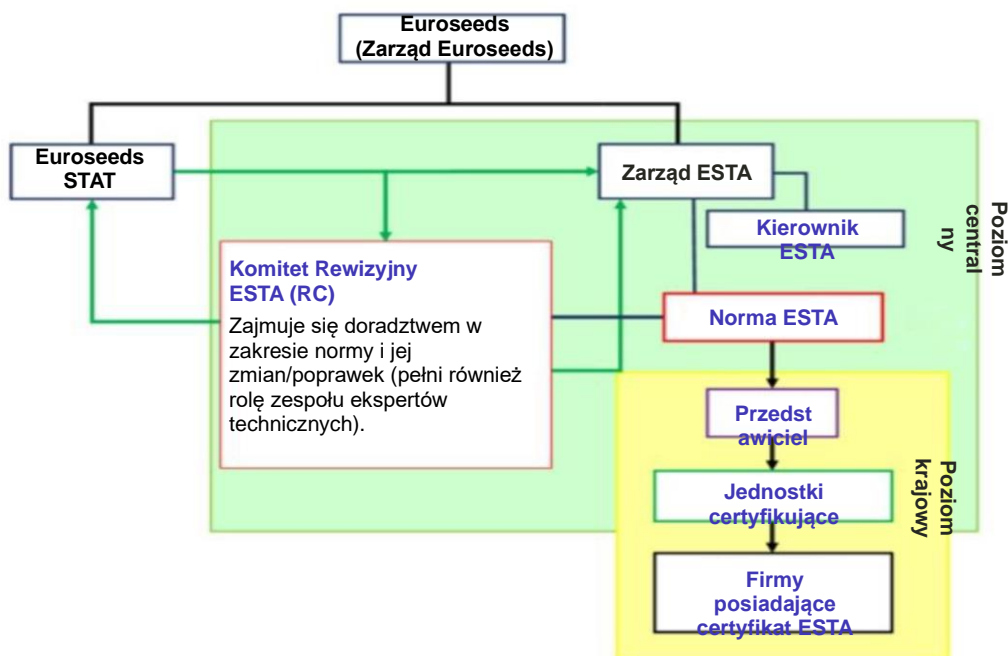 Euroseeds
(Zarząd Euroseeds)
Euroseeds
STAT
Zarząd ESTA
Kierownik
ESTA
Poziom
central
ny
Komitet Rewizyjny
ESTA (RC)
Zajmuje się doradztwem w
zakresie normy i jej
zmian/poprawek (pełni również
rolę zespołu ekspertów
technicznych).
Norma ESTA
Przedst
awiciel
Poziom
krajowy
Jednostki
certyfikujące
Firmy
posiadające
certyfikat ESTA